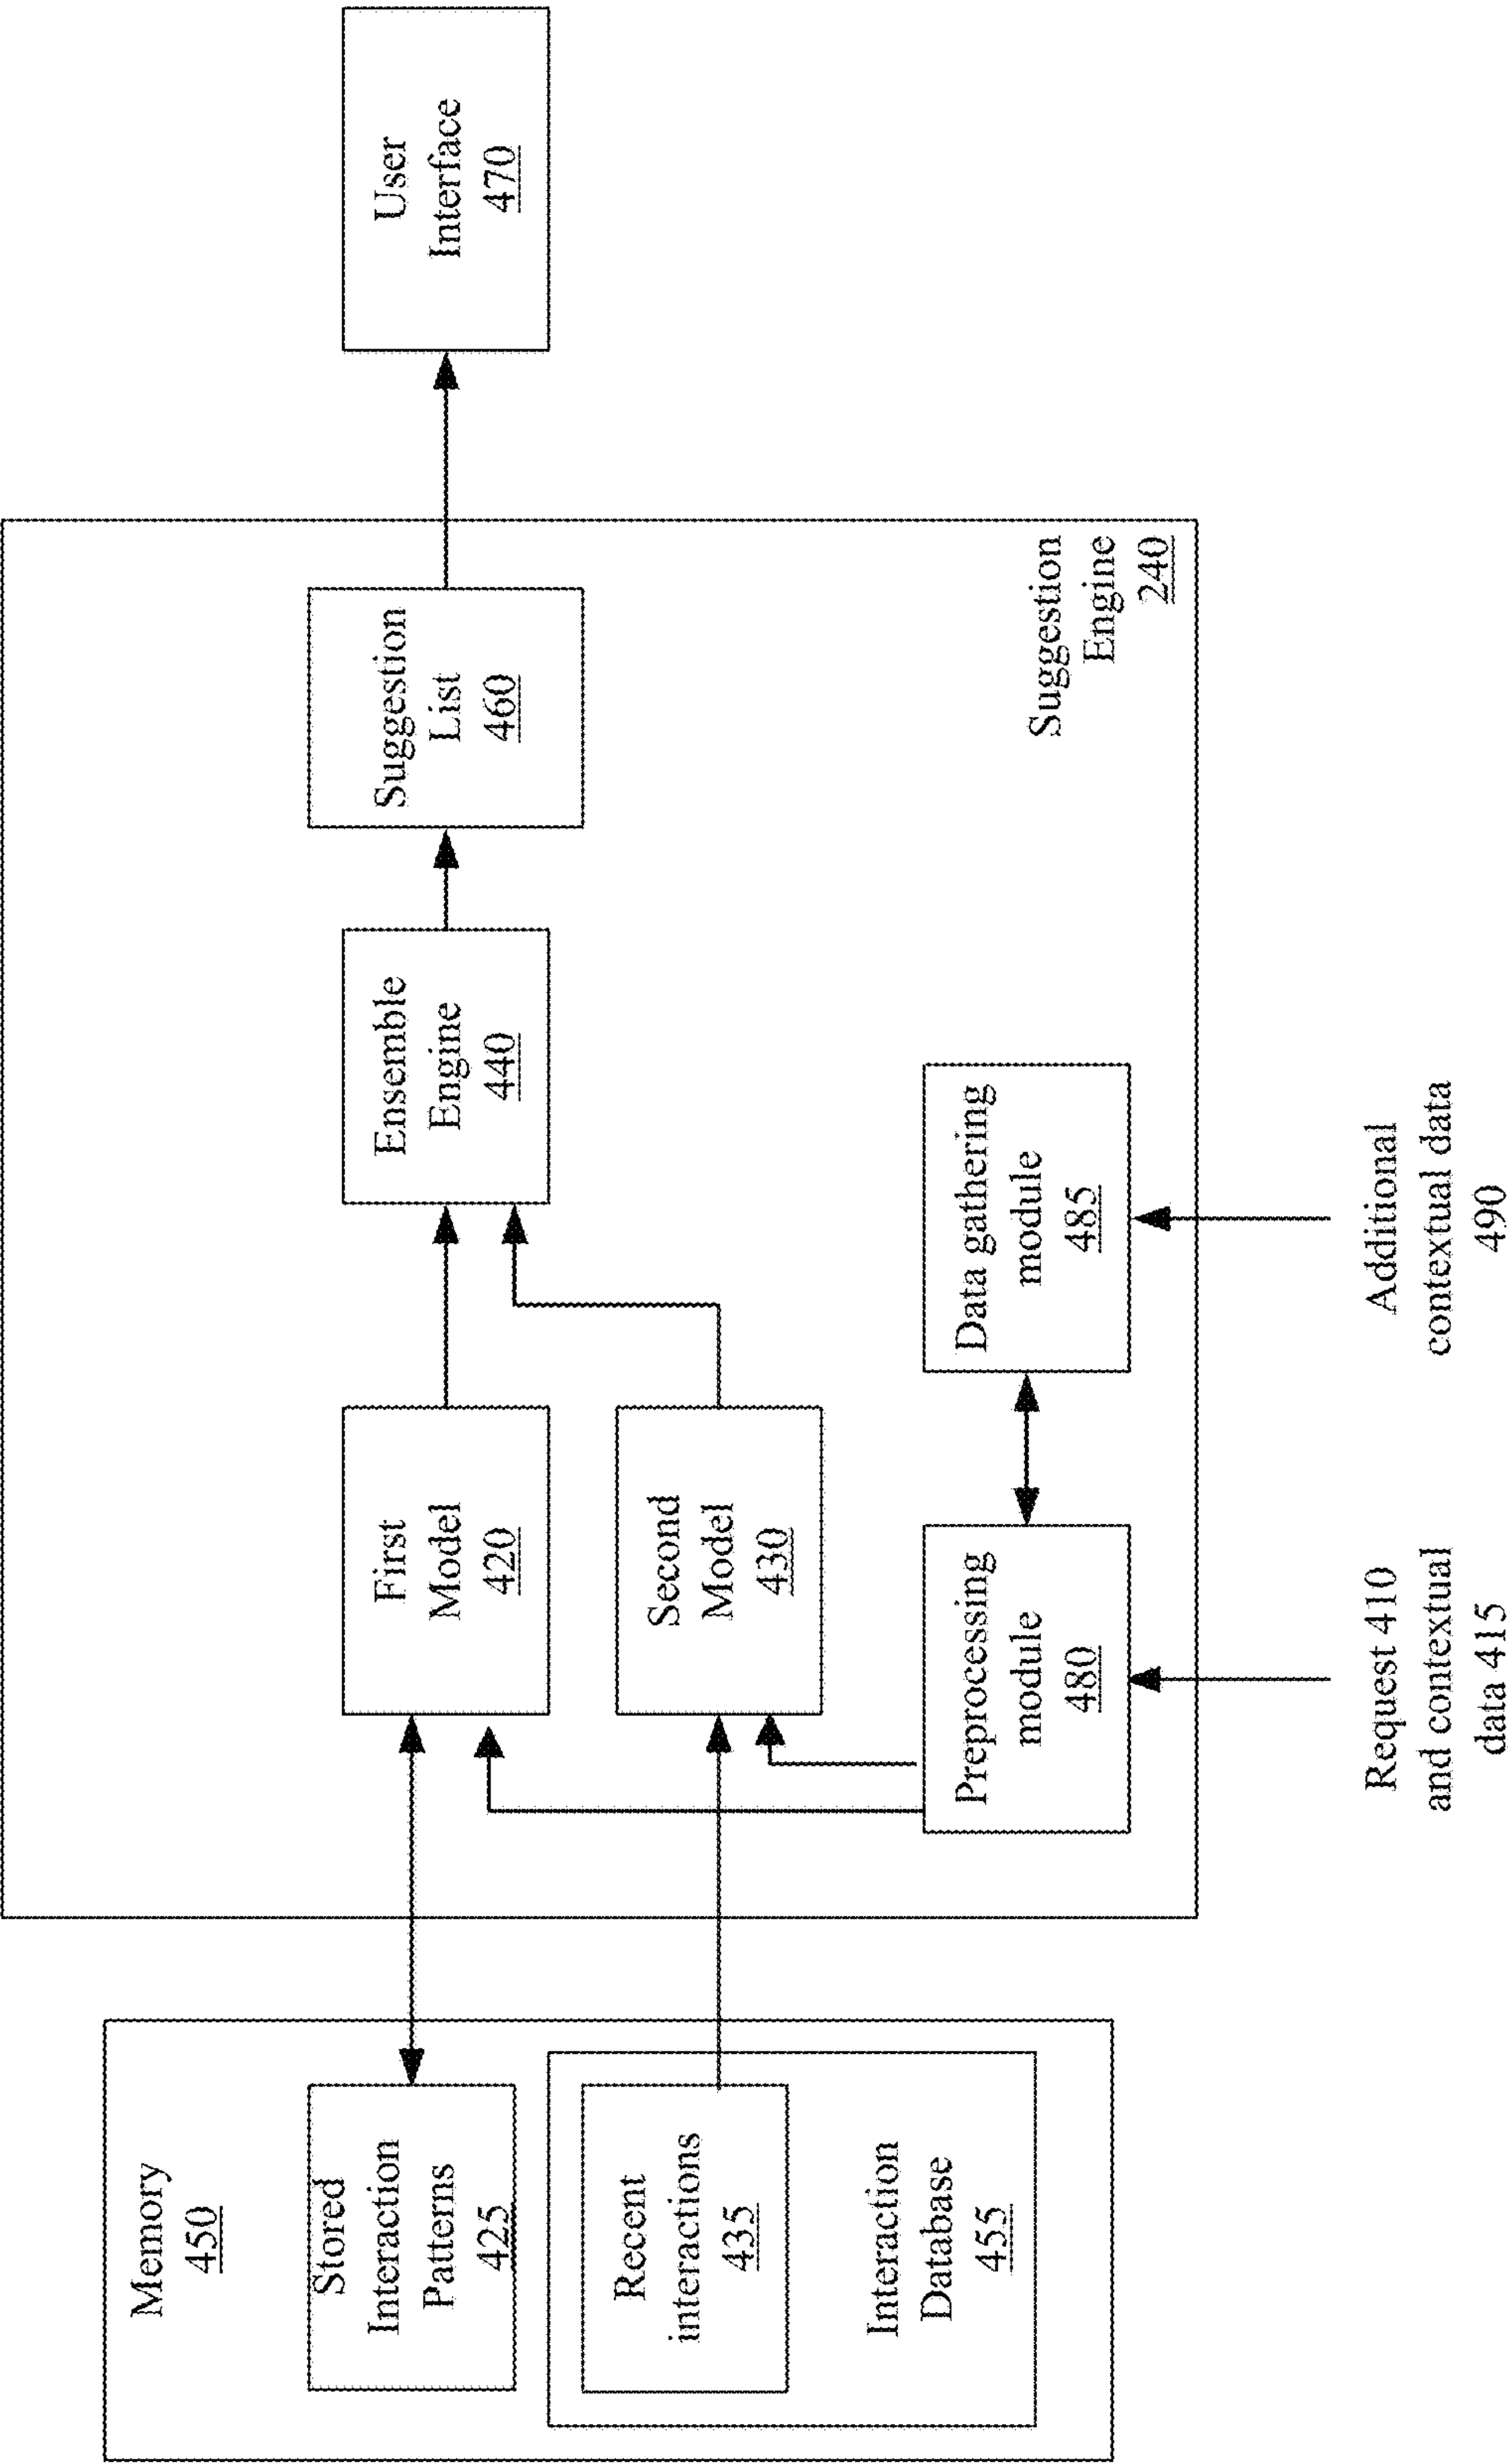 Memory
450
Stored
Interaction
Patterns
425
Recent
interactions
435
Interaction
Database
455
First
Model
420
Second
Model
430
Preprocessing
module
480
Request 410
and contextual
data 415
Ensemble
Engine
440
Data gathering
module
485
Additional
contextual data
490
Suggestion
List
460
Suggestion
Engine
240
User
Interface
470